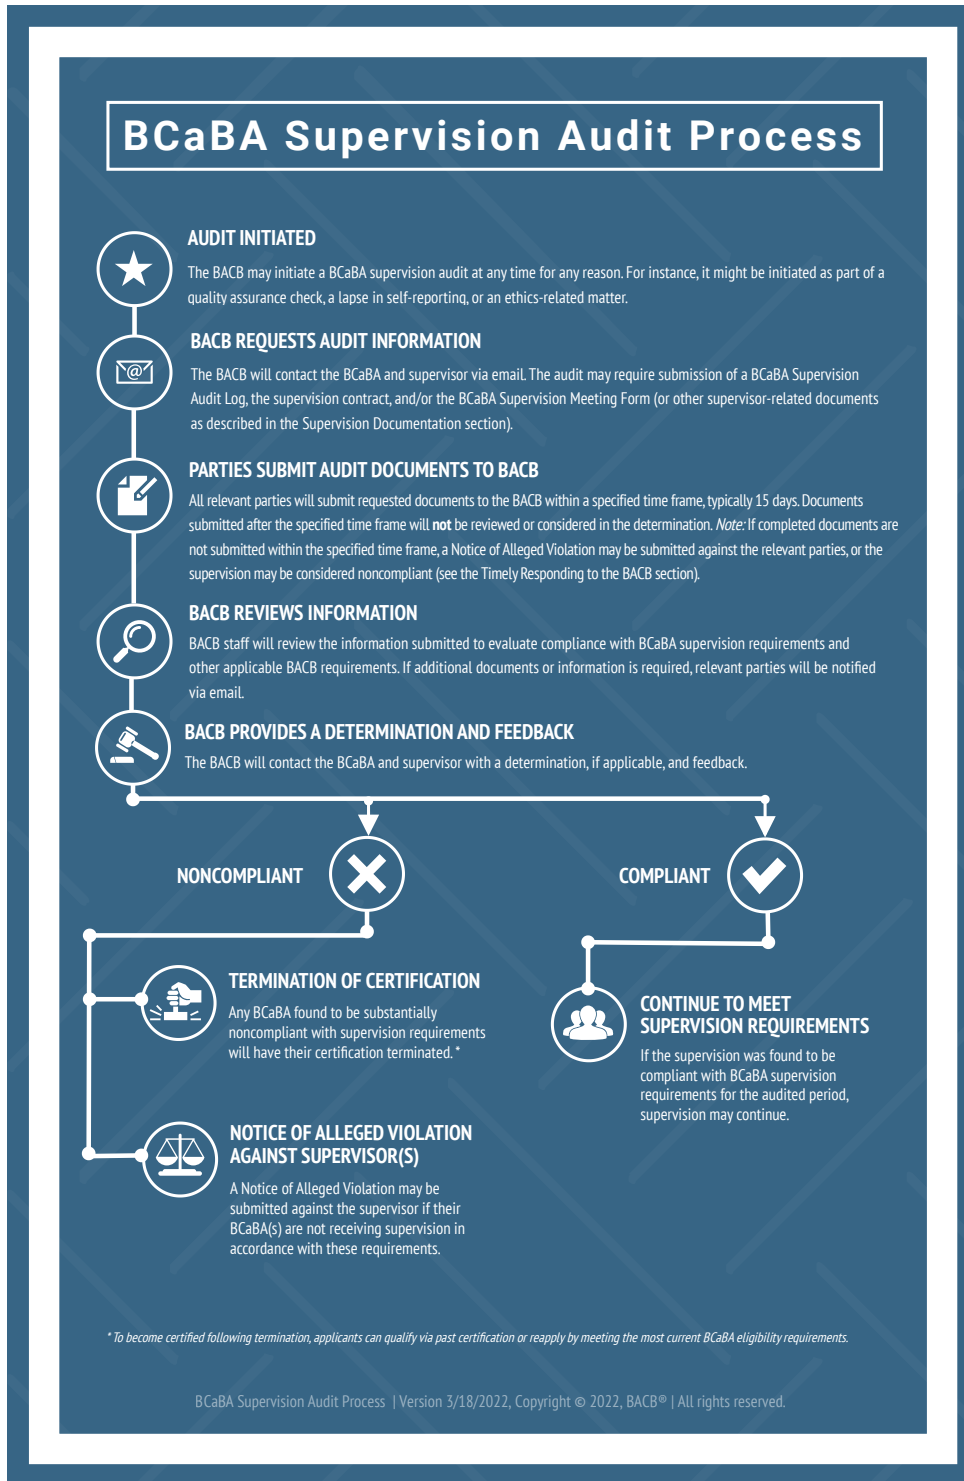 BCaBA Supervision Audit Process
AUDIT INITIATED
The BACB may initiate a BCaBA supervision audit at any time for any reason. For instance, it might be initiated as part of a
quality assurance check, a lapse in self-reporting, or an ethics-related matter.
@
BACB REQUESTS AUDIT INFORMATION
The BACB will contact the BCaBA and supervisor via email. The audit may require submission of a BCaBA Supervision
Audit Log, the supervision contract, and/or the BCaBA Supervision Meeting Form (or other supervisor-related documents
as described in the Supervision Documentation section).
PARTIES SUBMIT AUDIT DOCUMENTS TO BACB
All relevant parties will submit requested documents to the BACB within a specified time frame, typically 15 days. Documents
submitted after the specified time frame will not be reviewed or considered in the determination. Note: If completed documents are
not submitted within the specified time frame, a Notice of Alleged Violation may be submitted against the relevant parties, or the
supervision may be considered noncompliant (see the Timely Responding to the BACB section).
BACB REVIEWS INFORMATION
BACB staff will review the information submitted to evaluate compliance with BCaBA supervision requirements and
other applicable BACB requirements. If additional documents or information is required, relevant parties will be notified
via email.
BACB PROVIDES A DETERMINATION AND FEEDBACK
The BACB will contact the BCaBA and supervisor with a determination, if applicable, and feedback.
NONCOMPLIANT
TERMINATION OF CERTIFICATION
Any BCaBA found to be substantially
noncompliant with supervision requirements
will have their certification terminated. *
NOTICE OF ALLEGED VIOLATION
AGAINST SUPERVISOR(S)
A Notice of Alleged Violation may be
submitted against the supervisor if their
BCaBA(s) are not receiving supervision in
accordance with these requirements.
COMPLIANT
CONTINUE TO MEET
SUPERVISION REQUIREMENTS
If the supervision was found to be
compliant with BCaBA supervision
requirements for the audited period,
supervision may continue.
* To become certified following termination, applicants can qualify via past certification or reapply by meeting the most current BCaBA eligibility requirements.
BCaBA Supervision Audit Process | Version 3/18/2022, Copyright © 2022, BACB® | All rights reserved.